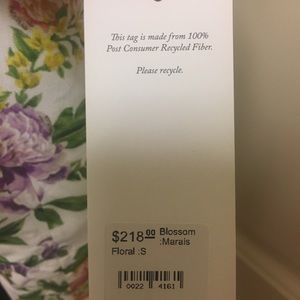 This tag is made from 100%
Post Consumer Recycled Fiber.
Please recycle.
$218.00 Blossom
:Marais
Floral :S
0022 4161